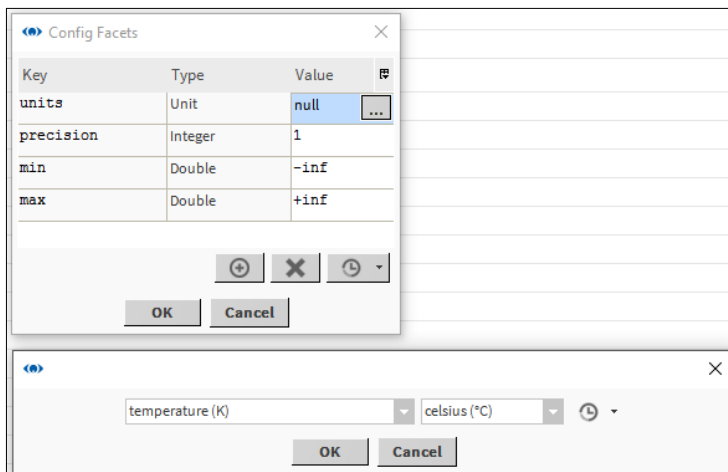 Config Facets
Key Type Value
units Unit null ...
precision Integer 1
min Double -inf
max Double +inf
OK Cancel
temperature (K) celsius (°C)
OK Cancel